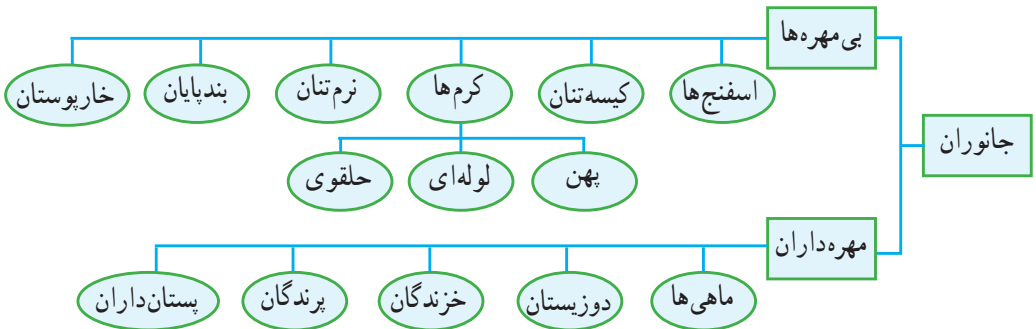 جانوران
بی‌مهره‌ها
اسفنج‌ها
کیسه‌تنان
کرم‌ها
نرم‌تنان
بندپایان
خارپوستان
پهن
لوله‌ای
حلقوی
مهره‌داران
ماهی‌ها
دوزیستان
خزندگان
پرندگان
پستان‌داران